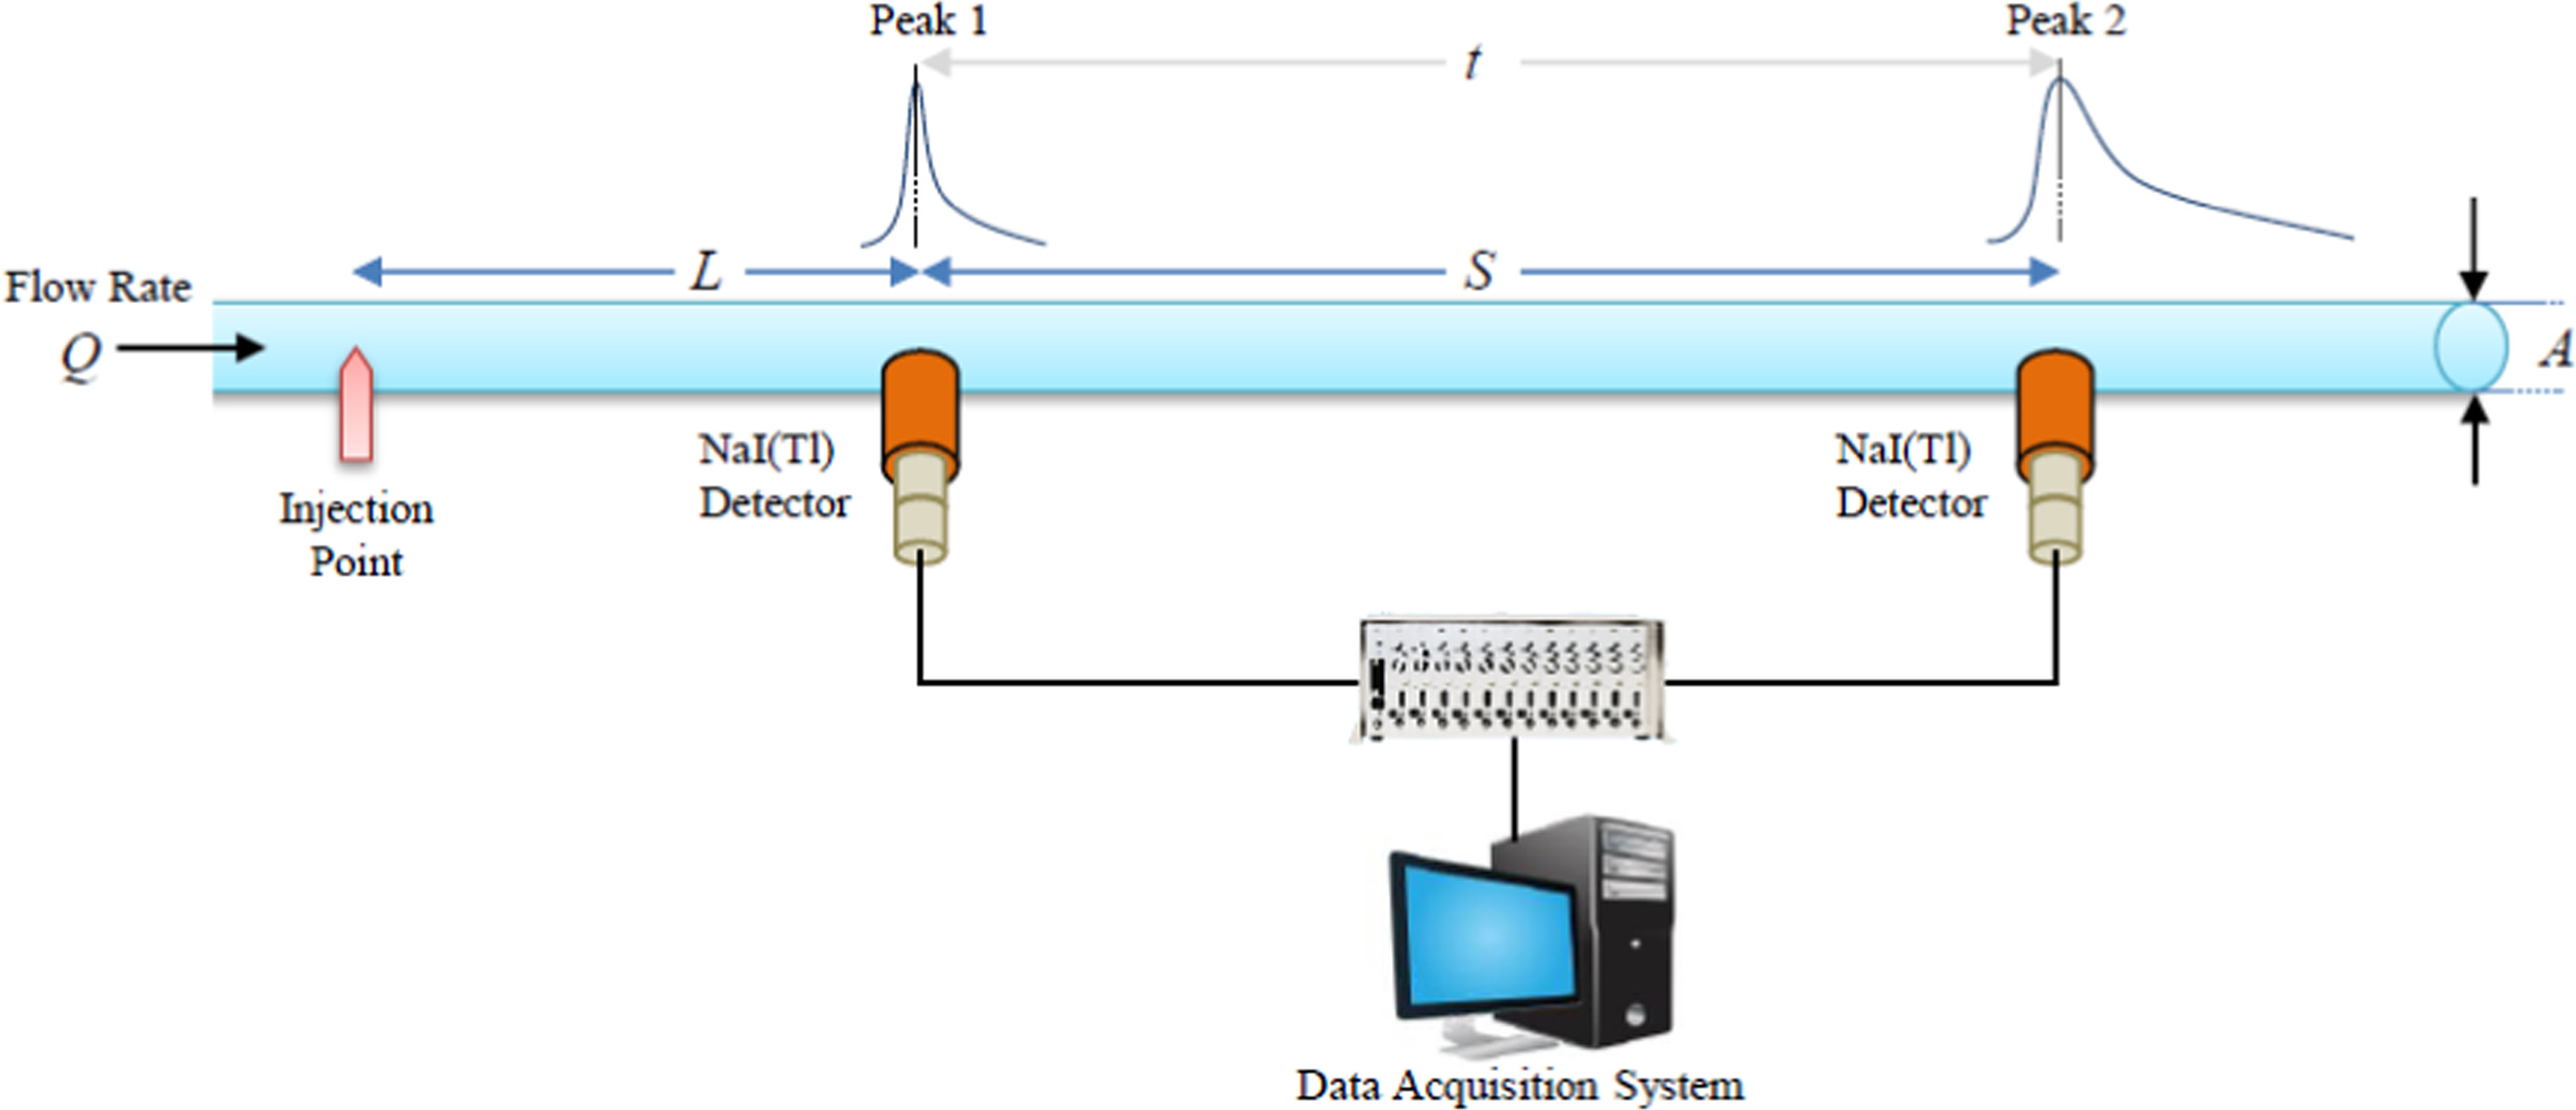 Peak 1
Peak 2
t
L
S
Flow Rate
Q
A
NaI(Tl)
Detector
NaI(Tl)
Detector
Injection
Point
Data Acquisition System